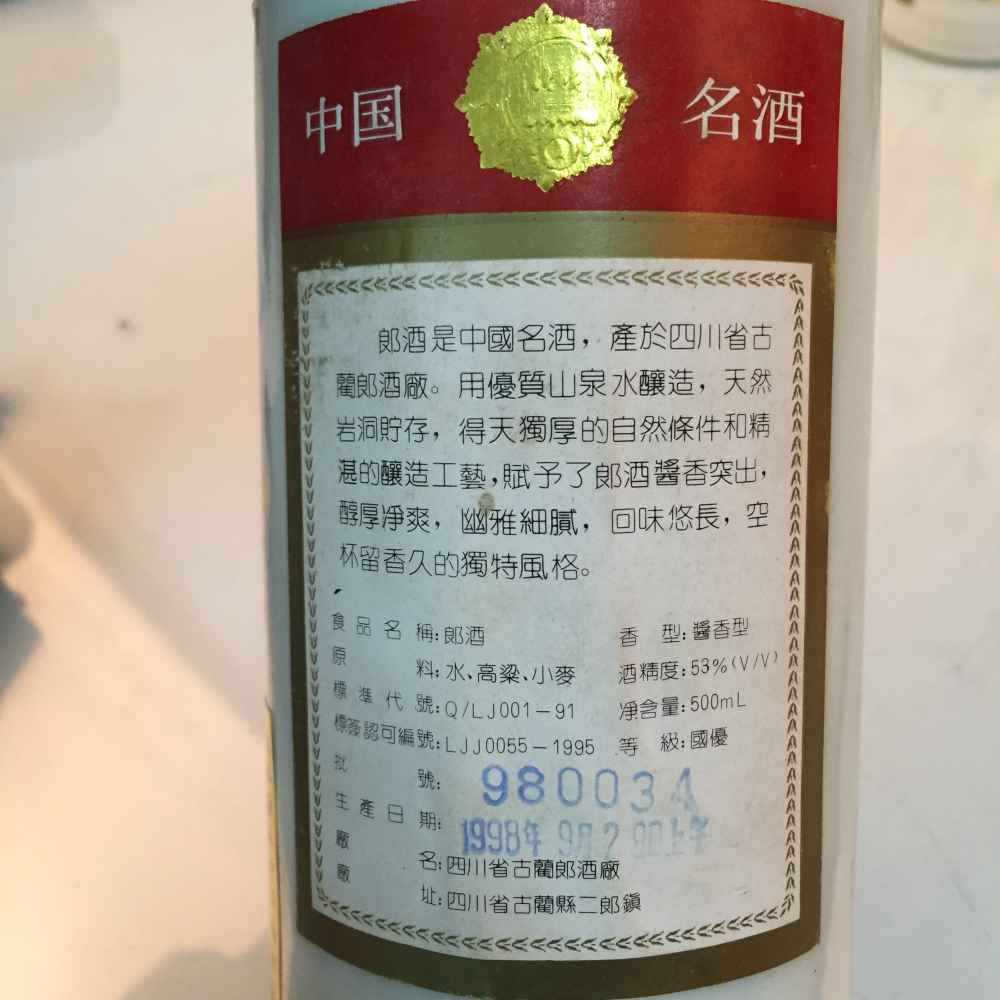 中国 名酒
郎酒是中國名酒，產於四川省古
藺郎酒廠。用優質山泉水釀造，天然
岩洞貯存，得天獨厚的自然條件和精
湛的釀造工藝，賦予了郎酒醬香突出，
醇厚凈爽，幽雅細膩，回味悠長，空
杯留香久的獨特風格。
食品名稱：郎酒 香型：醬香型
原料：水、高粱、小麥 酒精度：53%(V/V)
標準代號：Q/LJ001－91 净含量：500mL
標簽認可編號：LJJ0055－1995 等級：國優
批號：980034
生產日期：1998年 9月 2 上午
廠名：四川省古藺郎酒廠
廠址：四川省古藺縣二郎鎮